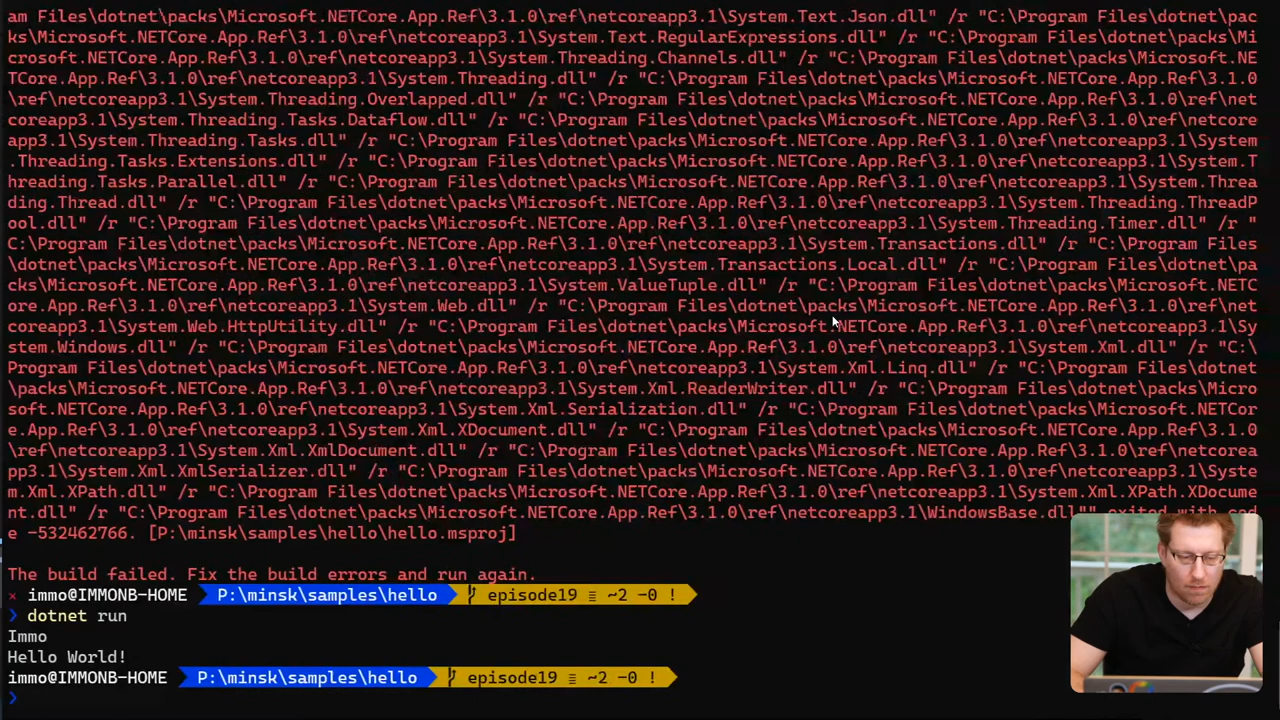 am Files\dotnet\packs\Microsoft.NETCore.App.Ref\3.1.0\ref\netcoreapp3.1\System.Text.Json.dll" /r "C:\Program Files\dotnet\pac
ks\Microsoft.NETCore.App.Ref\3.1.0\ref\netcoreapp3.1\System.Text.RegularExpressions.dll" /r "C:\Program Files\dotnet\packs\Mi
crosoft.NETCore.App.Ref\3.1.0\ref\netcoreapp3.1\System.Threading.Channels.dll" /r "C:\Program Files\dotnet\packs\Microsoft.NE
TCore.App.Ref\3.1.0\ref\netcoreapp3.1\System.Threading.dll" /r "C:\Program Files\dotnet\packs\Microsoft.NETCore.App.Ref\3.1.0
\ref\netcoreapp3.1\System.Threading.Overlapped.dll" /r "C:\Program Files\dotnet\packs\Microsoft.NETCore.App.Ref\3.1.0\ref\net
coreapp3.1\System.Threading.Tasks.Dataflow.dll" /r "C:\Program Files\dotnet\packs\Microsoft.NETCore.App.Ref\3.1.0\ref\netcore
app3.1\System.Threading.Tasks.dll" /r "C:\Program Files\dotnet\packs\Microsoft.NETCore.App.Ref\3.1.0\ref\netcoreapp3.1\System
.Threading.Tasks.Extensions.dll" /r "C:\Program Files\dotnet\packs\Microsoft.NETCore.App.Ref\3.1.0\ref\netcoreapp3.1\System.T
hreading.Tasks.Parallel.dll" /r "C:\Program Files\dotnet\packs\Microsoft.NETCore.App.Ref\3.1.0\ref\netcoreapp3.1\System.Threa
ding.Thread.dll" /r "C:\Program Files\dotnet\packs\Microsoft.NETCore.App.Ref\3.1.0\ref\netcoreapp3.1\System.Threading.ThreadP
ool.dll" /r "C:\Program Files\dotnet\packs\Microsoft.NETCore.App.Ref\3.1.0\ref\netcoreapp3.1\System.Threading.Timer.dll" /r "
C:\Program Files\dotnet\packs\Microsoft.NETCore.App.Ref\3.1.0\ref\netcoreapp3.1\System.Transactions.dll" /r "C:\Program Files
\dotnet\packs\Microsoft.NETCore.App.Ref\3.1.0\ref\netcoreapp3.1\System.Transactions.Local.dll" /r "C:\Program Files\dotnet\pa
cks\Microsoft.NETCore.App.Ref\3.1.0\ref\netcoreapp3.1\System.ValueTuple.dll" /r "C:\Program Files\dotnet\packs\Microsoft.NETC
ore.App.Ref\3.1.0\ref\netcoreapp3.1\System.Web.dll" /r "C:\Program Files\dotnet\packs\Microsoft.NETCore.App.Ref\3.1.0\ref\net
coreapp3.1\System.Web.HttpUtility.dll" /r "C:\Program Files\dotnet\packs\Microsoft.NETCore.App.Ref\3.1.0\ref\netcoreapp3.1\Sy
stem.Windows.dll" /r "C:\Program Files\dotnet\packs\Microsoft.NETCore.App.Ref\3.1.0\ref\netcoreapp3.1\System.Xml.dll" /r "C:\
Program Files\dotnet\packs\Microsoft.NETCore.App.Ref\3.1.0\ref\netcoreapp3.1\System.Xml.Linq.dll" /r "C:\Program Files\dotnet
\packs\Microsoft.NETCore.App.Ref\3.1.0\ref\netcoreapp3.1\System.Xml.ReaderWriter.dll" /r "C:\Program Files\dotnet\packs\Micro
soft.NETCore.App.Ref\3.1.0\ref\netcoreapp3.1\System.Xml.Serialization.dll" /r "C:\Program Files\dotnet\packs\Microsoft.NETCor
e.App.Ref\3.1.0\ref\netcoreapp3.1\System.Xml.XDocument.dll" /r "C:\Program Files\dotnet\packs\Microsoft.NETCore.App.Ref\3.1.0
\ref\netcoreapp3.1\System.Xml.XmlDocument.dll" /r "C:\Program Files\dotnet\packs\Microsoft.NETCore.App.Ref\3.1.0\ref\netcorea
pp3.1\System.Xml.XmlSerializer.dll" /r "C:\Program Files\dotnet\packs\Microsoft.NETCore.App.Ref\3.1.0\ref\netcoreapp3.1\Syste
m.Xml.XPath.dll" /r "C:\Program Files\dotnet\packs\Microsoft.NETCore.App.Ref\3.1.0\ref\netcoreapp3.1\System.Xml.XPath.XDocume
nt.dll" /r "C:\Program Files\dotnet\packs\Microsoft.NETCore.App.Ref\3.1.0\ref\netcoreapp3.1\WindowsBase.dll"" exited with cod
e -532462766. [P:\minsk\samples\hello\hello.msproj]
The build failed. Fix the build errors and run again.
× immo@IMMONB-HOME P:\minsk\samples\hello episode19 ≡ ~2 -0 !
❯ dotnet run
Immo
Hello World!
immo@IMMONB-HOME P:\minsk\samples\hello episode19 ≡ ~2 -0 !
❯